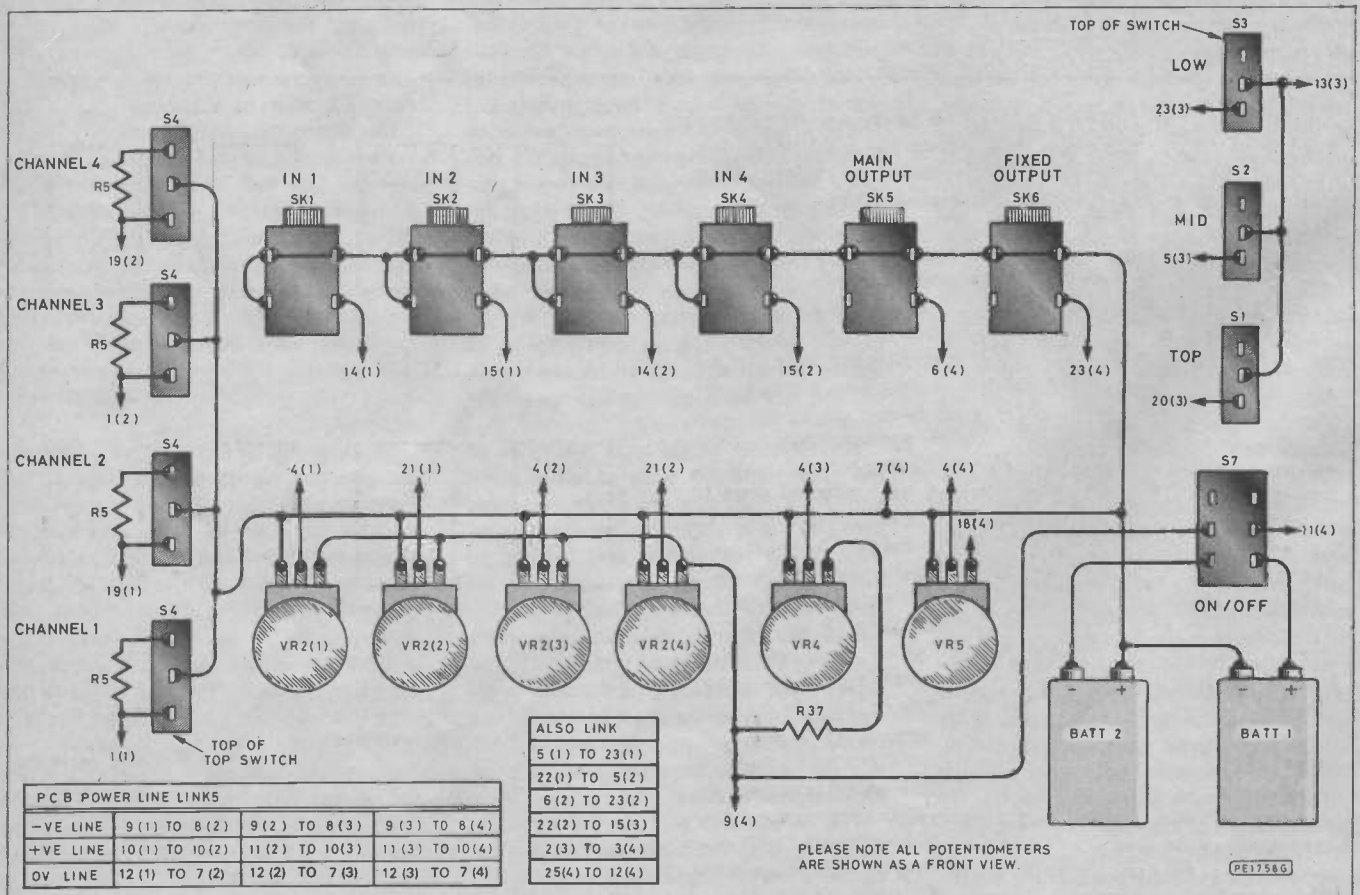 TOP OF SWITCH
S3
LOW
13(3)
23(3)
S4
CHANNEL 4
R5
19(2)
IN 1
SK1
IN 2
SK2
IN 3
SK3
IN 4
SK4
MAIN
OUTPUT
SK5
FIXED
OUTPUT
SK6
S2
MID
5(3)
S4
CHANNEL 3
R5
1(2)
14(1)
15(1)
14(2)
15(2)
6(4)
23(4)
S1
TOP
20(3)
S4
CHANNEL 2
R5
19(1)
4(1)
21(1)
4(2)
21(2)
4(3)
7(4)
4(4)
18(4)
S7
11(4)
ON / OFF
S4
CHANNEL 1
R5
1(1)
TOP OF
TOP SWITCH
VR2(1)
VR2(2)
VR2(3)
VR2(4)
VR4
VR5
R37
9(4)
- +
BATT 2
- +
BATT 1
ALSO LINK
5 (1) TO 23(1)
22(1) TO 5(2)
6(2) TO 23(2)
22(2) TO 15(3)
2(3) TO 3(4)
25(4) TO 12(4)
PCB POWER LINE LINKS
-VE LINE 9(1) TO 8(2) 9(2) TO 8(3) 9(3) TO 8(4)
+VE LINE 10(1) TO 10(2) 11(2) TO 10(3) 11(3) TO 10(4)
OV LINE 12(1) TO 7(2) 12(2) TO 7(3) 12(3) TO 7(4)
PLEASE NOTE ALL POTENTIOMETERS
ARE SHOWN AS A FRONT VIEW.
PE1758G